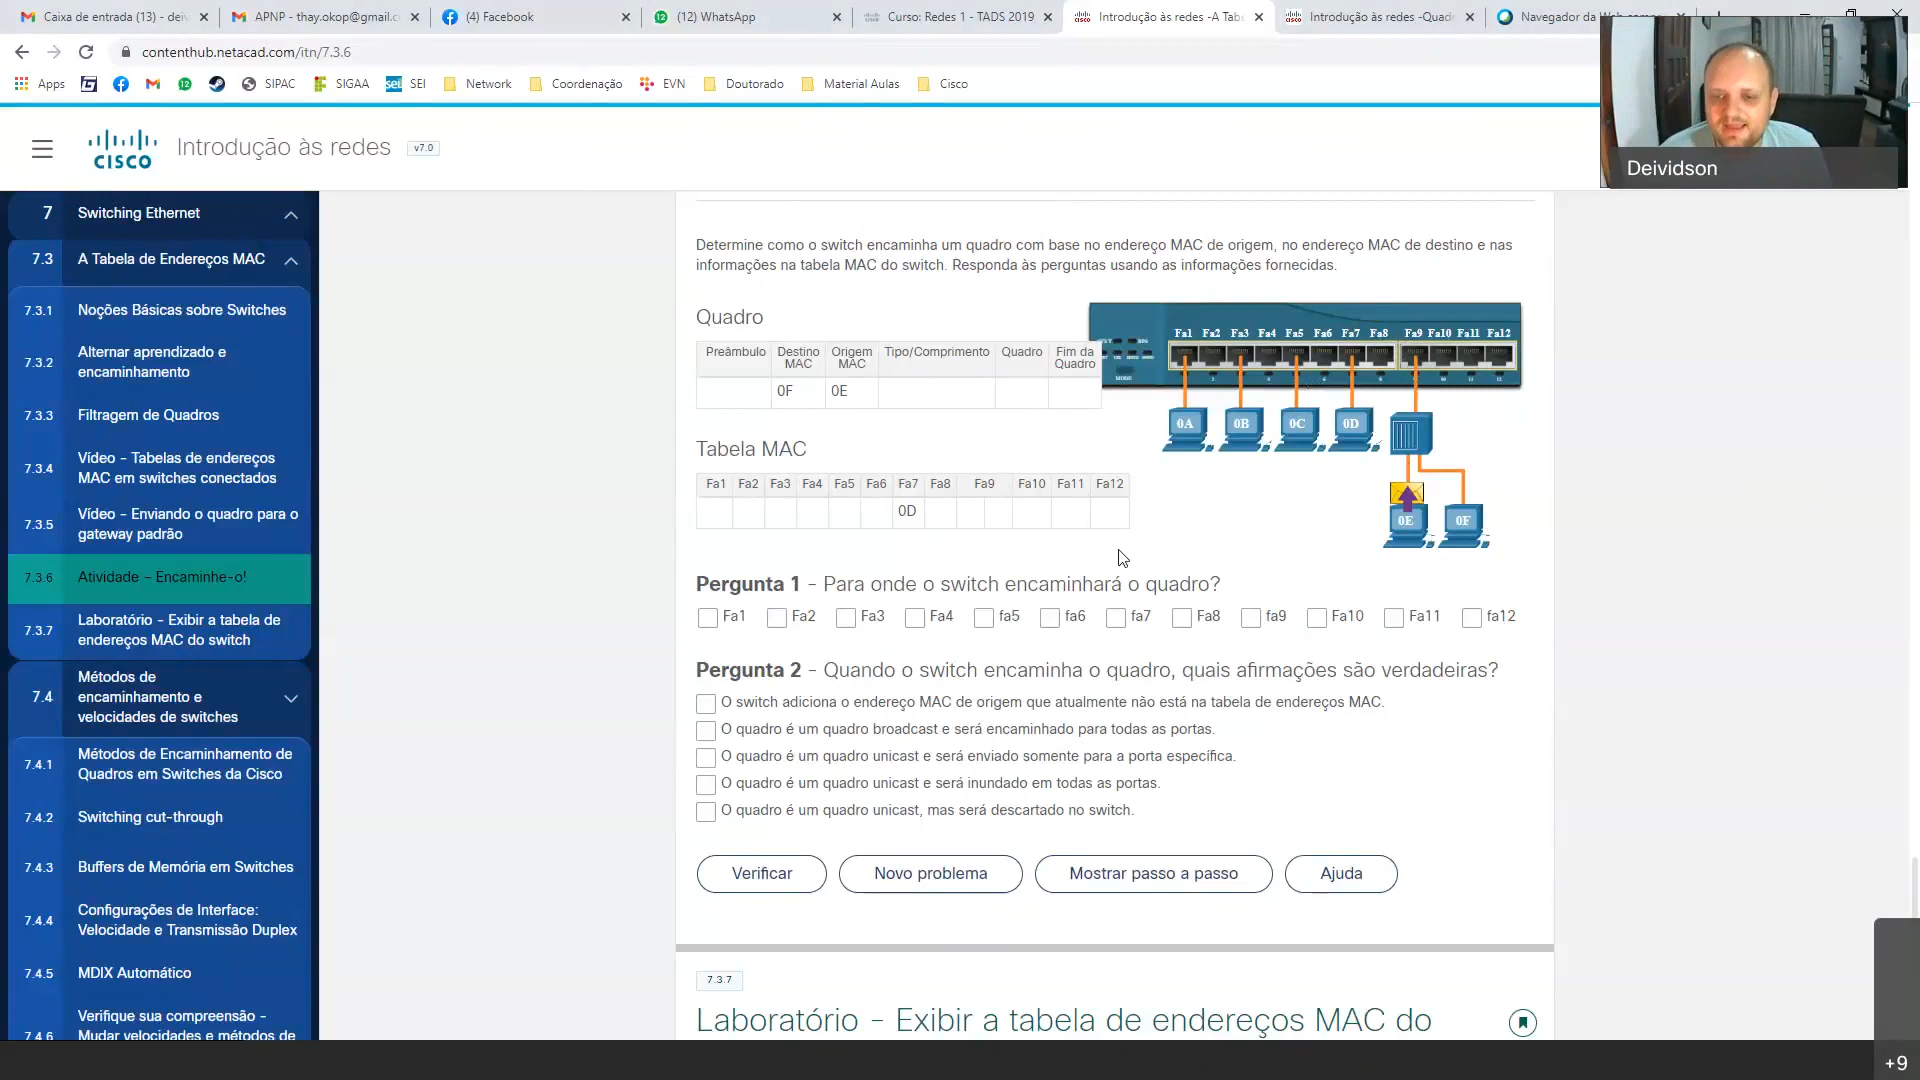 Caixa de entrada (13) - dei
APNP - thay.okop@gmail.c
(4) Facebook
(12) WhatsApp
Curso: Redes 1 - TADS 2019
Introdução às redes -A Tab
Introdução às redes -Quad
Navegador da Web
contenthub.netacad.com/itn/7.3.6
Apps
SIPAC
SIGAA
SEI
Network
Coordenação
EVN
Doutorado
Material Aulas
Cisco
CISCO
Introdução às redes
v7.0
Deividson
7 Switching Ethernet
7.3 A Tabela de Endereços MAC
7.3.1 Noções Básicas sobre Switches
7.3.2 Alternar aprendizado e
encaminhamento
7.3.3 Filtragem de Quadros
7.3.4 Vídeo - Tabelas de endereços
MAC em switches conectados
7.3.5 Vídeo - Enviando o quadro para o
gateway padrão
7.3.6 Atividade - Encaminhe-o!
7.3.7 Laboratório - Exibir a tabela de
endereços MAC do switch
7.4 Métodos de
encaminhamento e
velocidades de switches
7.4.1 Métodos de Encaminhamento de
Quadros em Switches da Cisco
7.4.2 Switching cut-through
7.4.3 Buffers de Memória em Switches
7.4.4 Configurações de Interface:
Velocidade e Transmissão Duplex
7.4.5 MDIX Automático
7.4.6 Verifique sua compreensão -
Mudar velocidades e métodos de
Determine como o switch encaminha um quadro com base no endereço MAC de origem, no endereço MAC de destino e nas
informações na tabela MAC do switch. Responda às perguntas usando as informações fornecidas.
Quadro
Preâmbulo Destino MAC Origem MAC Tipo/Comprimento Quadro Fim da Quadro
0F 0E
Fa1 Fa2 Fa3 Fa4 Fa5 Fa6 Fa7 Fa8 Fa9 Fa10 Fa11 Fa12
MODE
0A 0B 0C 0D
0E 0F
Tabela MAC
Fa1 Fa2 Fa3 Fa4 Fa5 Fa6 Fa7 Fa8 Fa9 Fa10 Fa11 Fa12
0D
Pergunta 1 - Para onde o switch encaminhará o quadro?
Fa1 Fa2 Fa3 Fa4 fa5 fa6 fa7 Fa8 fa9 Fa10 Fa11 fa12
Pergunta 2 - Quando o switch encaminha o quadro, quais afirmações são verdadeiras?
O switch adiciona o endereço MAC de origem que atualmente não está na tabela de endereços MAC.
O quadro é um quadro broadcast e será encaminhado para todas as portas.
O quadro é um quadro unicast e será enviado somente para a porta específica.
O quadro é um quadro unicast e será inundado em todas as portas.
O quadro é um quadro unicast, mas será descartado no switch.
Verificar
Novo problema
Mostrar passo a passo
Ajuda
7.3.7
Laboratório - Exibir a tabela de endereços MAC do
+9